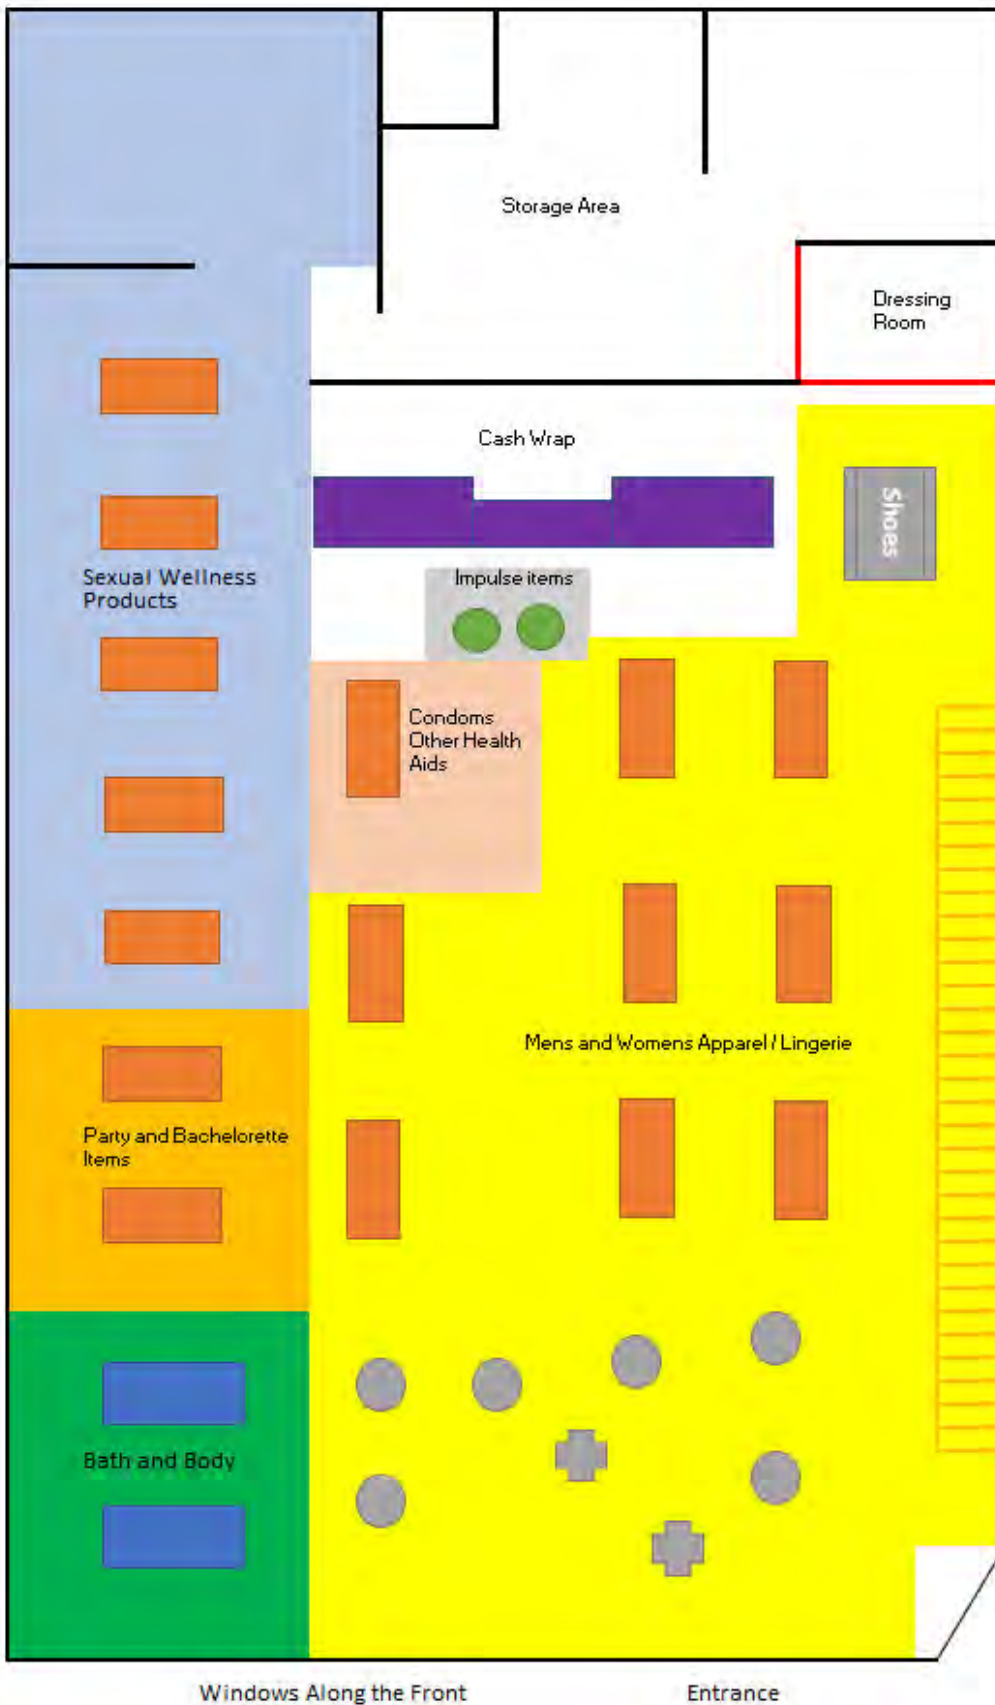 Storage Area
Dressing
Room
Cash Wrap
Shoes
Sexual Wellness
Products
Impulse items
Condoms
Other Health
Aids
Mens and Womens Apparel / Lingerie
Party and Bachelorette
Items
Bath and Body
Windows Along the Front
Entrance